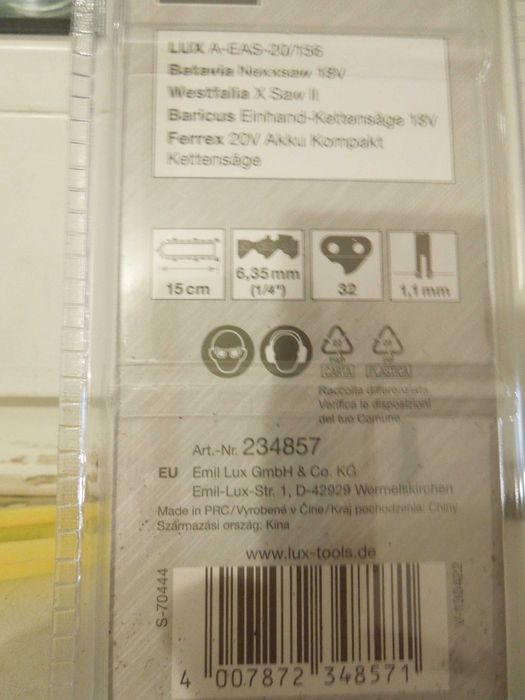 LUX A-EAS-20/156
Batavia Nexxsaw 18V
Westfalia X Saw II
Baricus Einhand-Kettensäge 18V
Ferrex 20V Akku Kompakt
Kettensäge
15 cm
6,35 mm
(1/4")
32
1,1 mm
CARTA PLASTICA
Raccolta differenziata
Verifica le disposizioni
del tuo Comune
Art.-Nr. 234857
EU Emil Lux GmbH & Co. KG
Emil-Lux-Str. 1, D-42929 Wermelskirchen
Made in PRC/Vyrobené v Číne/Kraj pochodzenia: Chiny
Származási ország: Kína
www.lux-tools.de
S-70444
4 007872 348571